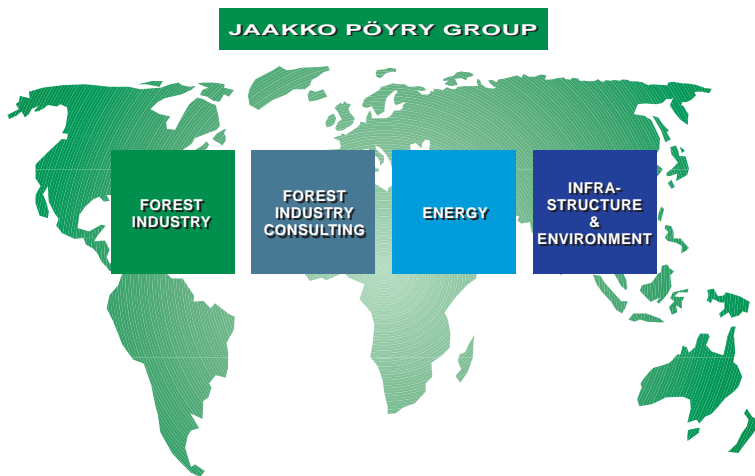 JAAKKO PÖYRY GROUP
FOREST
INDUSTRY
FOREST
INDUSTRY
CONSULTING
ENERGY
INFRA-
STRUCTURE
&
ENVIRONMENT